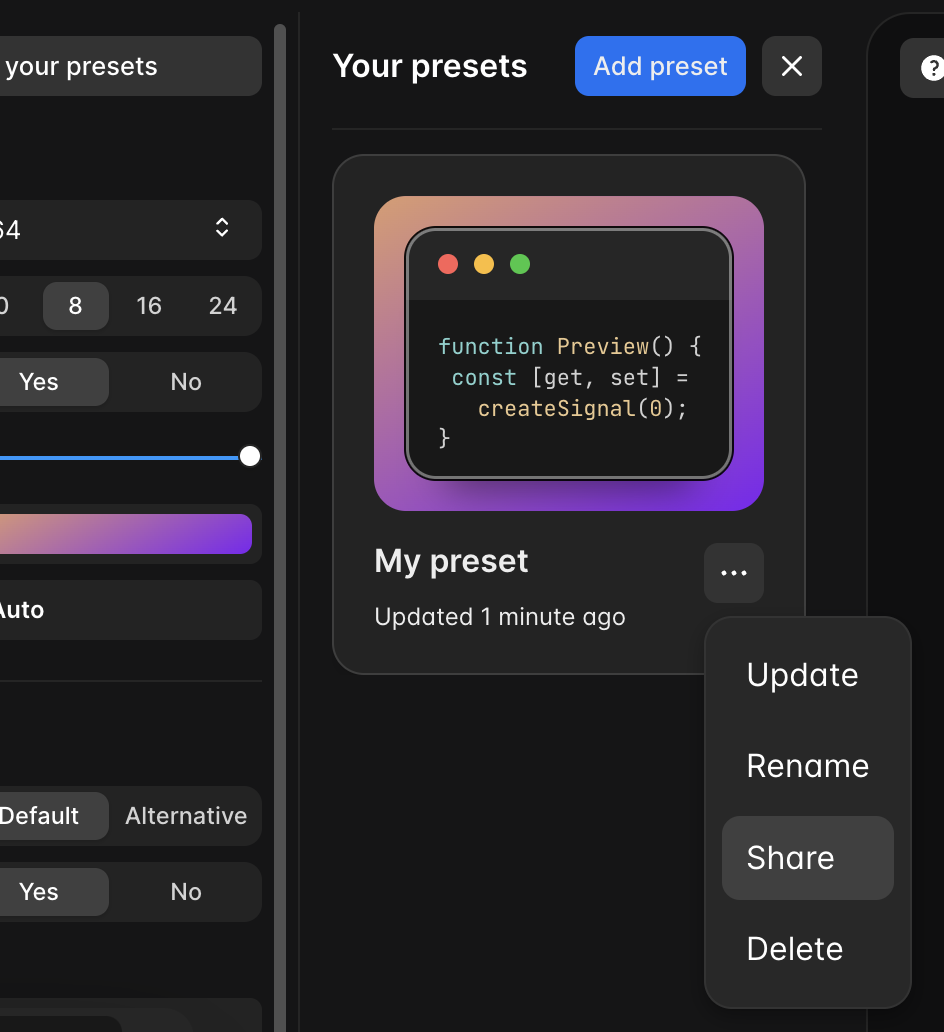 your presets
64
0 8 16 24
Yes No
Auto
Default Alternative
Yes No
Your presets
Add preset
?
function Preview() {
const [get, set] =
createSignal(0);
}
My preset
Updated 1 minute ago
Update
Rename
Share
Delete